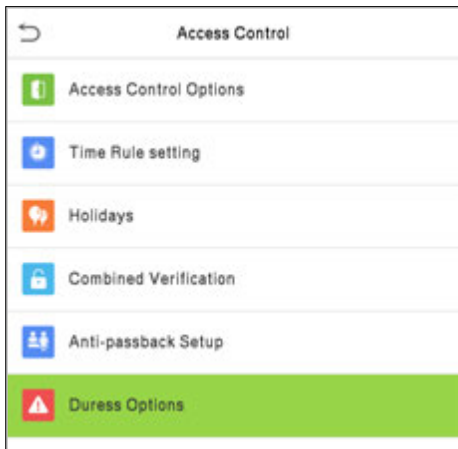 Access Control
Access Control Options
Time Rule setting
Holidays
Combined Verification
Anti-passback Setup
Duress Options